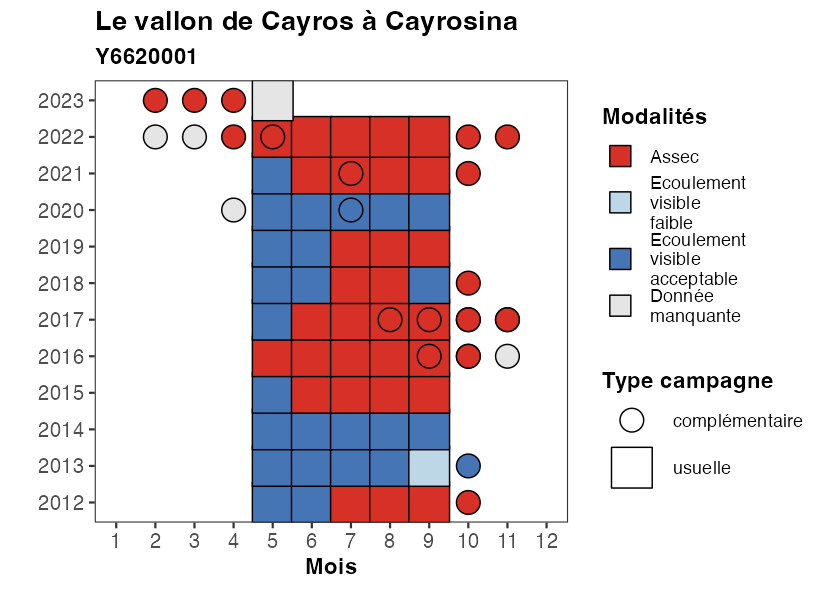 Le vallon de Cayros à Cayrosina
Y6620001
2023
2022
2021
2020
2019
2018
2017
2016
2015
2014
2013
2012
1 2 3 4 5 6 7 8 9 10 11 12
Mois
Modalités
Assec
Ecoulement
visible
faible
Ecoulement
visible
acceptable
Donnée
manquante
Type campagne
complémentaire
usuelle